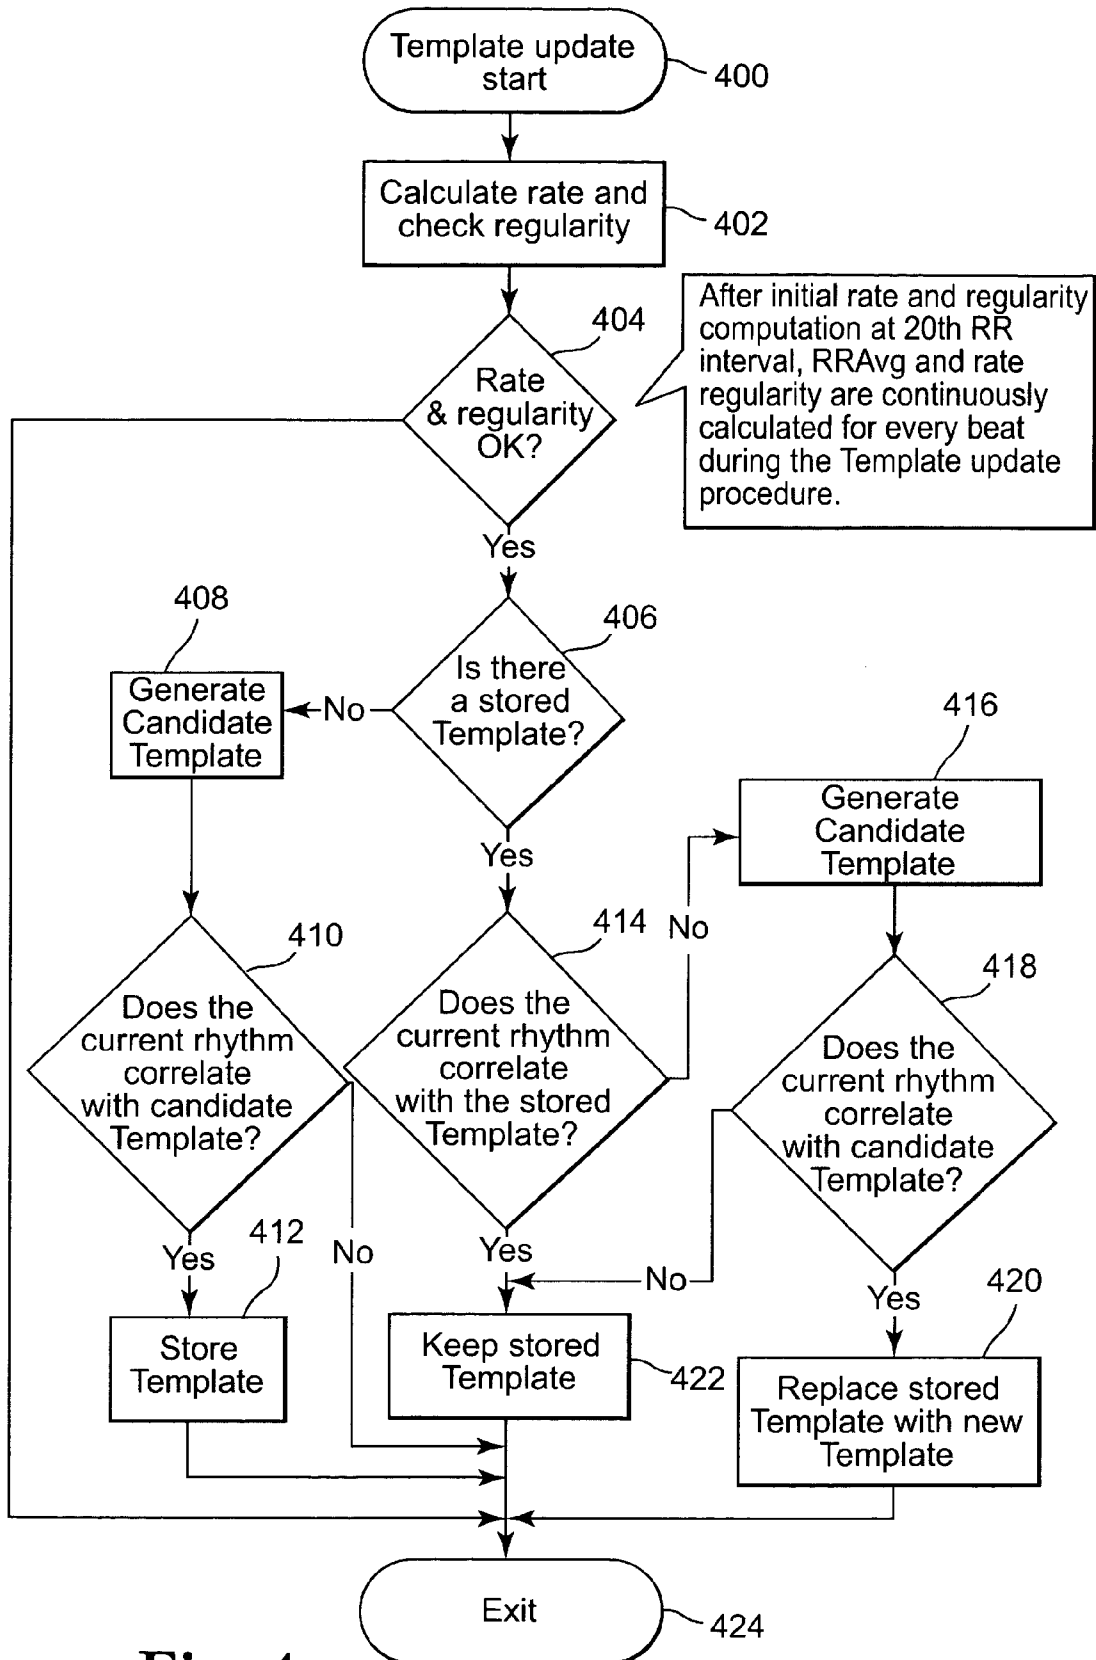 Template update
start
400
Calculate rate and
check regularity
402
404
Rate
& regularity
OK?
After initial rate and regularity
computation at 20th RR
interval, RRAvg and rate
regularity are continuously
calculated for every beat
during the Template update
procedure.
Yes
408
406
Is there
a stored
Template?
No
Generate
Candidate
Template
416
Generate
Candidate
Template
Yes
No
410
414
418
Does the
current rhythm
correlate
with candidate
Template?
Does the
current rhythm
correlate
with the stored
Template?
Does the
current rhythm
correlate
with candidate
Template?
Yes
412
No
Yes
No
Yes
420
Store
Template
Keep stored
Template
422
Replace stored
Template with new
Template
Exit
424